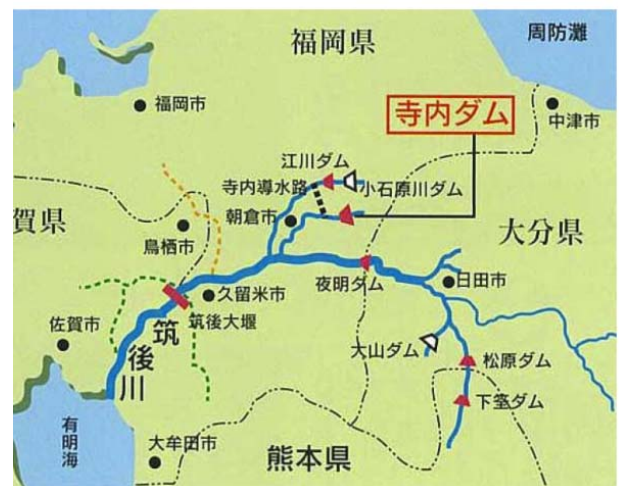 福岡県
周防灘
福岡市
寺内ダム
中津市
江川ダム
寺内導水路
小石原川ダム
朝倉市
賀県
鳥栖市
大分県
夜明ダム
日田市
久留米市
筑後大堰
佐賀市
筑後川
大山ダム
松原ダム
下筌ダム
有明海
大牟田市
熊本県